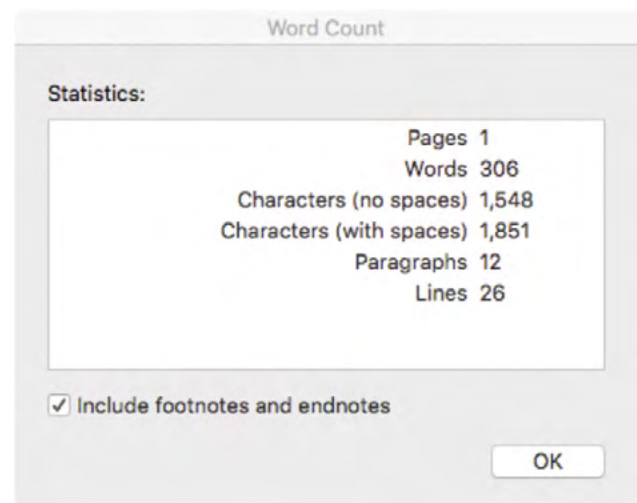 Word Count
Statistics:
Pages 1
Words 306
Characters (no spaces) 1,548
Characters (with spaces) 1,851
Paragraphs 12
Lines 26
Include footnotes and endnotes
OK